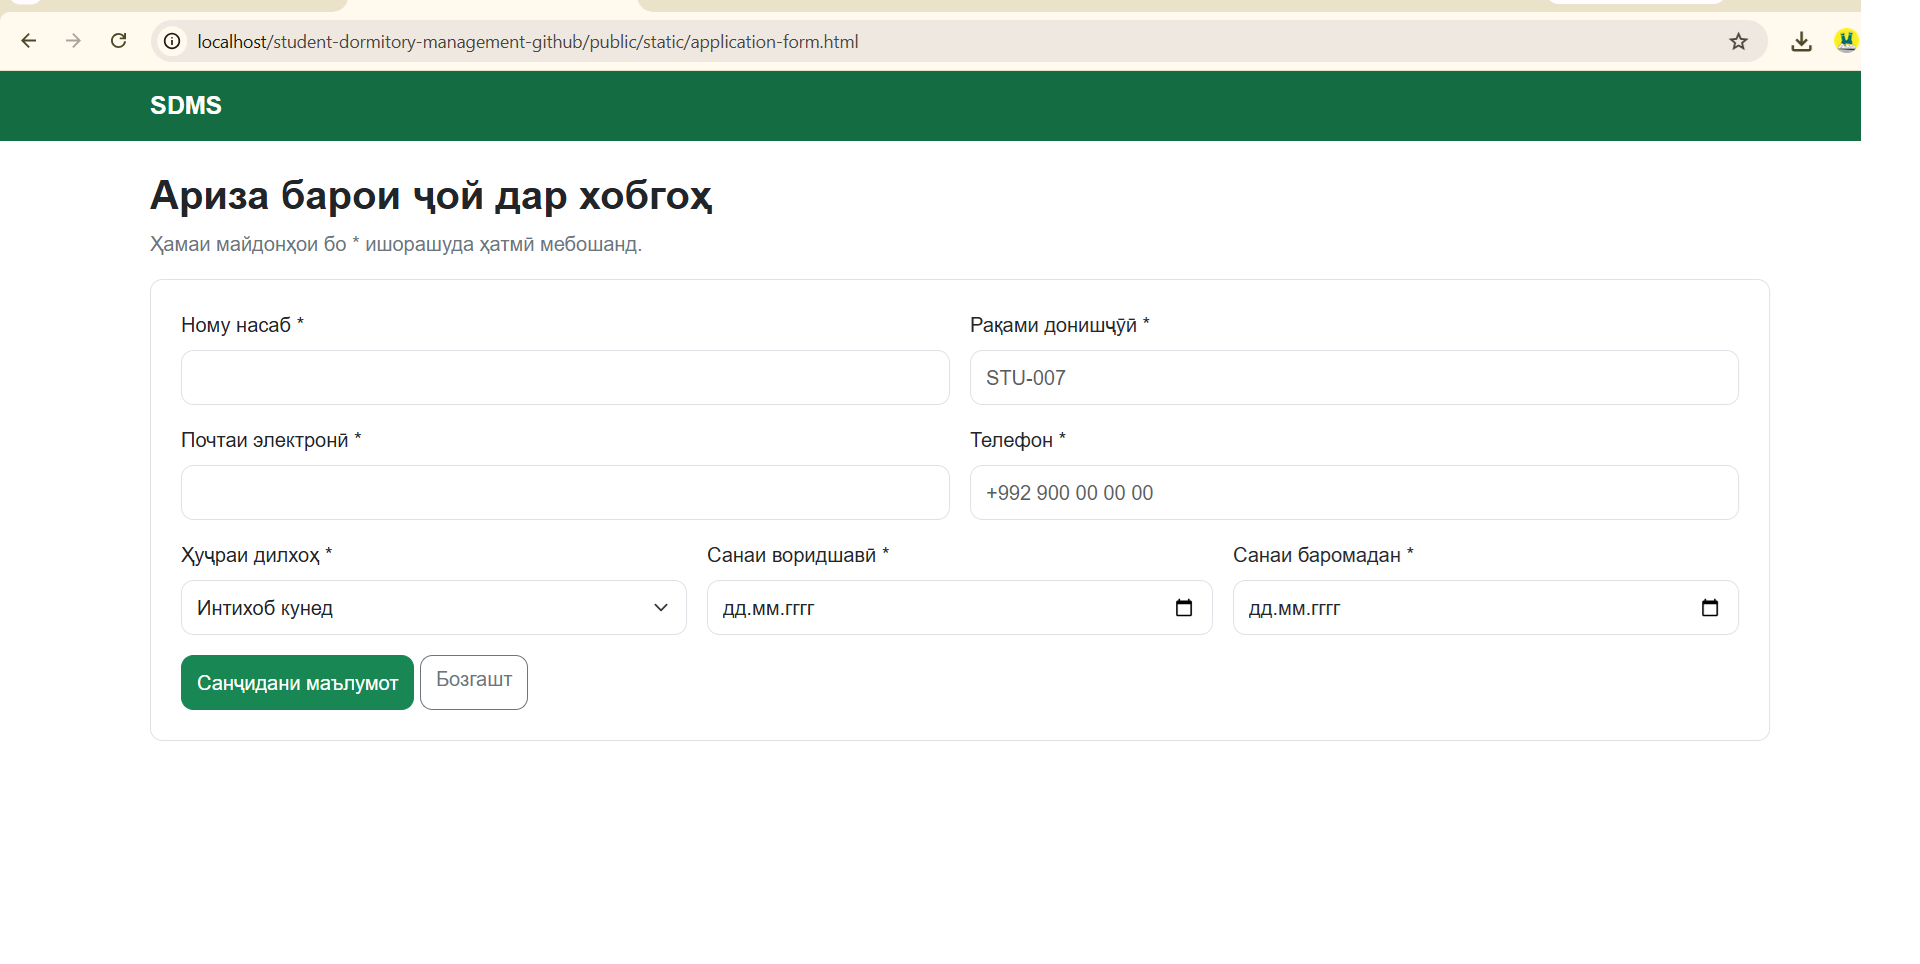 localhost/student-dormitory-management-github/public/static/application-form.html
SDMS
Ариза барои ҷой дар хобгоҳ
Ҳамаи майдонҳои бо * ишорашуда ҳатмӣ мебошанд.
Ному насаб * Рақами донишҷӯӣ *
STU-007
Почтаи электронӣ * Телефон *
+992 900 00 00 00
Ҳуҷраи дилхоҳ * Санаи воридшавӣ * Санаи баромадан *
Интихоб кунед дд.мм.гггг дд.мм.гггг
Санҷидани маълумот Бозгашт